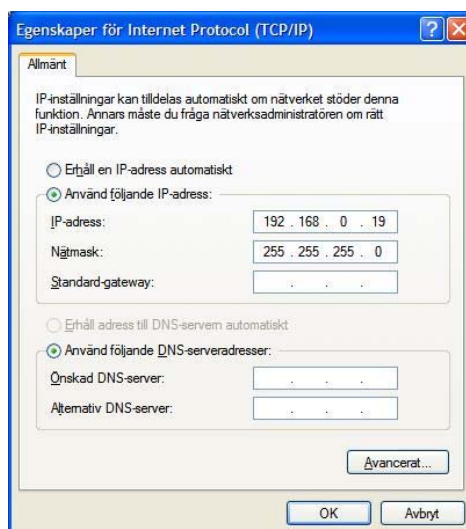 Egenskaper för Internet Protocol (TCP/IP)
Allmänt
IP-inställningar kan tilldelas automatiskt om nätverket stöder denna
funktion. Annars måste du fråga nätverksadministratören om rätt
IP-inställningar.
Erhåll en IP-adress automatiskt
Använd följande IP-adress:
IP-adress: 192 . 168 . 0 . 19
Nätmask: 255 . 255 . 255 . 0
Standard-gateway: . . .
Erhåll adress till DNS-servern automatiskt
Använd följande DNS-serveradresser:
Önskad DNS-server: . . .
Alternativ DNS-server: . . .
Avancerat...
OK Avbryt